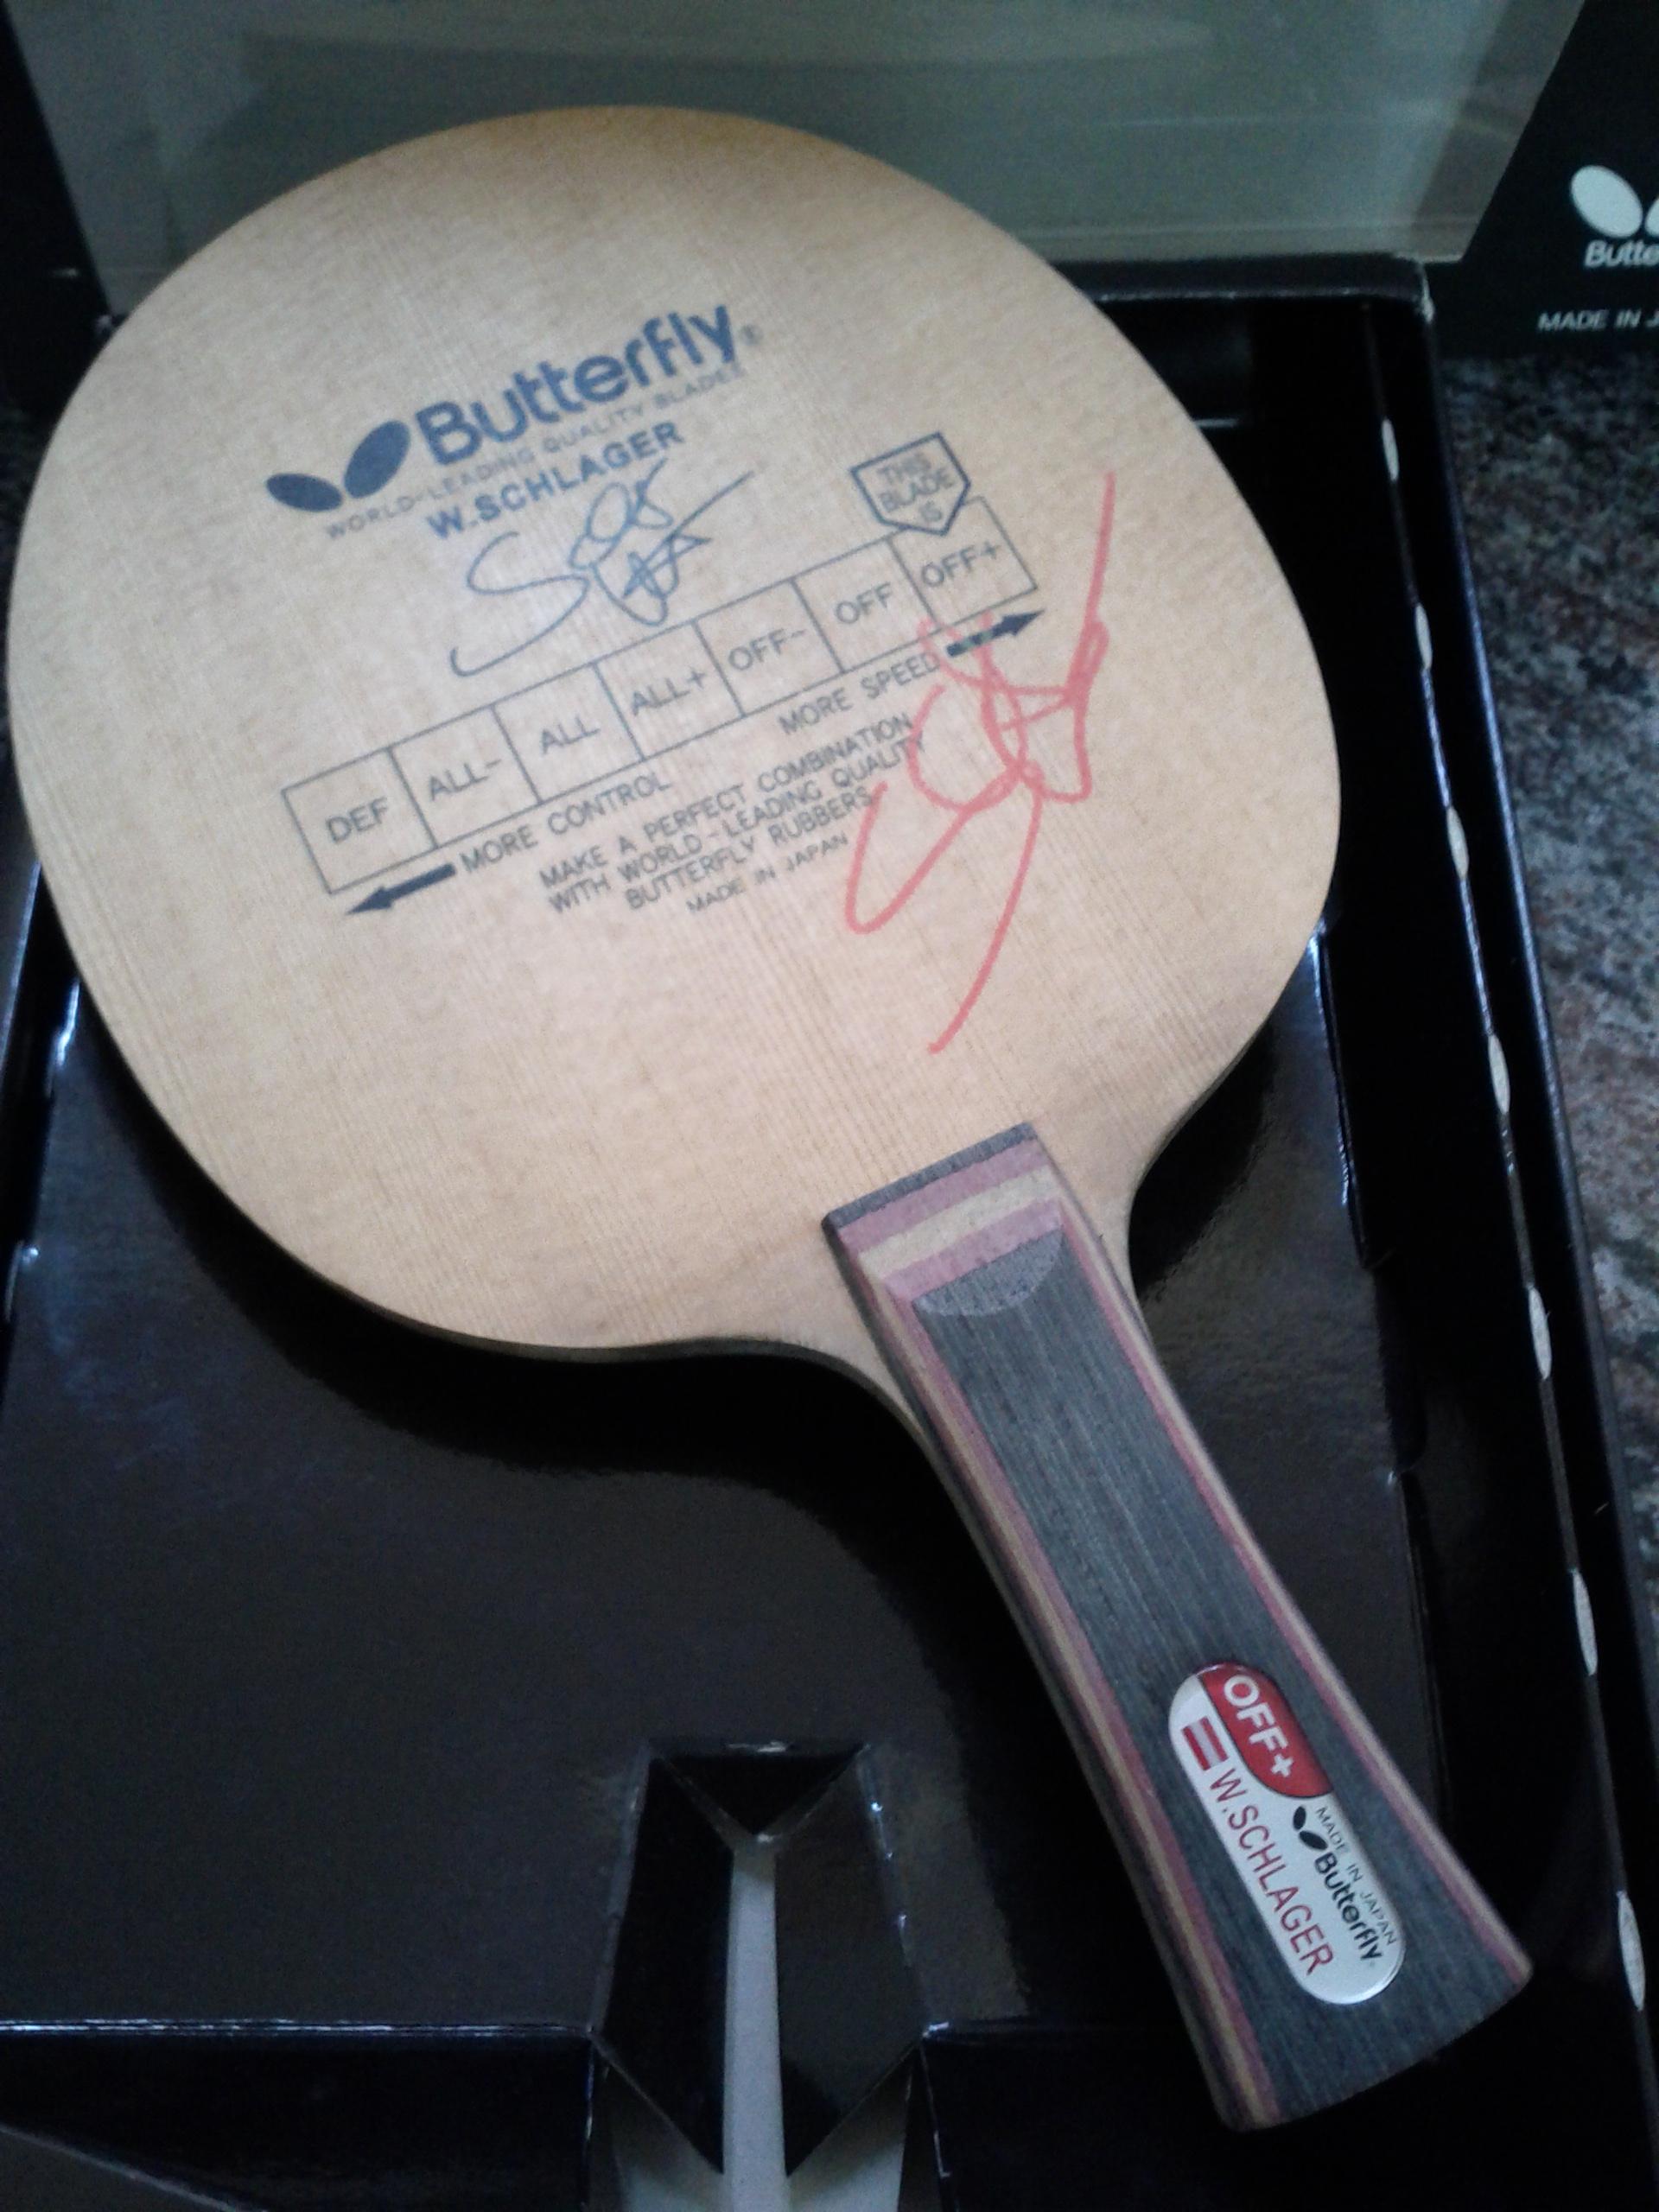 Butterfly®
WORLD-LEADING QUALITY BLADES
W.SCHLAGER
THIS
BLADE
IS
DEF ALL- ALL ALL+ OFF- OFF OFF+
MORE CONTROL MORE SPEED
MAKE A PERFECT COMBINATION
WITH WORLD-LEADING QUALITY
BUTTERFLY RUBBERS
MADE IN JAPAN
OFF+
MADE IN JAPAN
Butterfly
W.SCHLAGER
Butte
MADE IN J